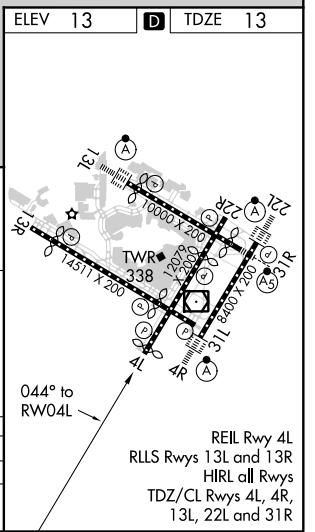 ELEV 13 D TDZE 13
A
13L
P
22R
22L
A
13R
10000 X 200
P
P
P
TWR
338
12079 X 200
P
31R
A5
14511 X 200
8400 X 200
P
P
31L
4L
4R
A
044° to
RW04L
REIL Rwy 4L
RLLS Rwys 13L and 13R
HIRL all Rwys
TDZ/CL Rwys 4L, 4R,
13L, 22L and 31R